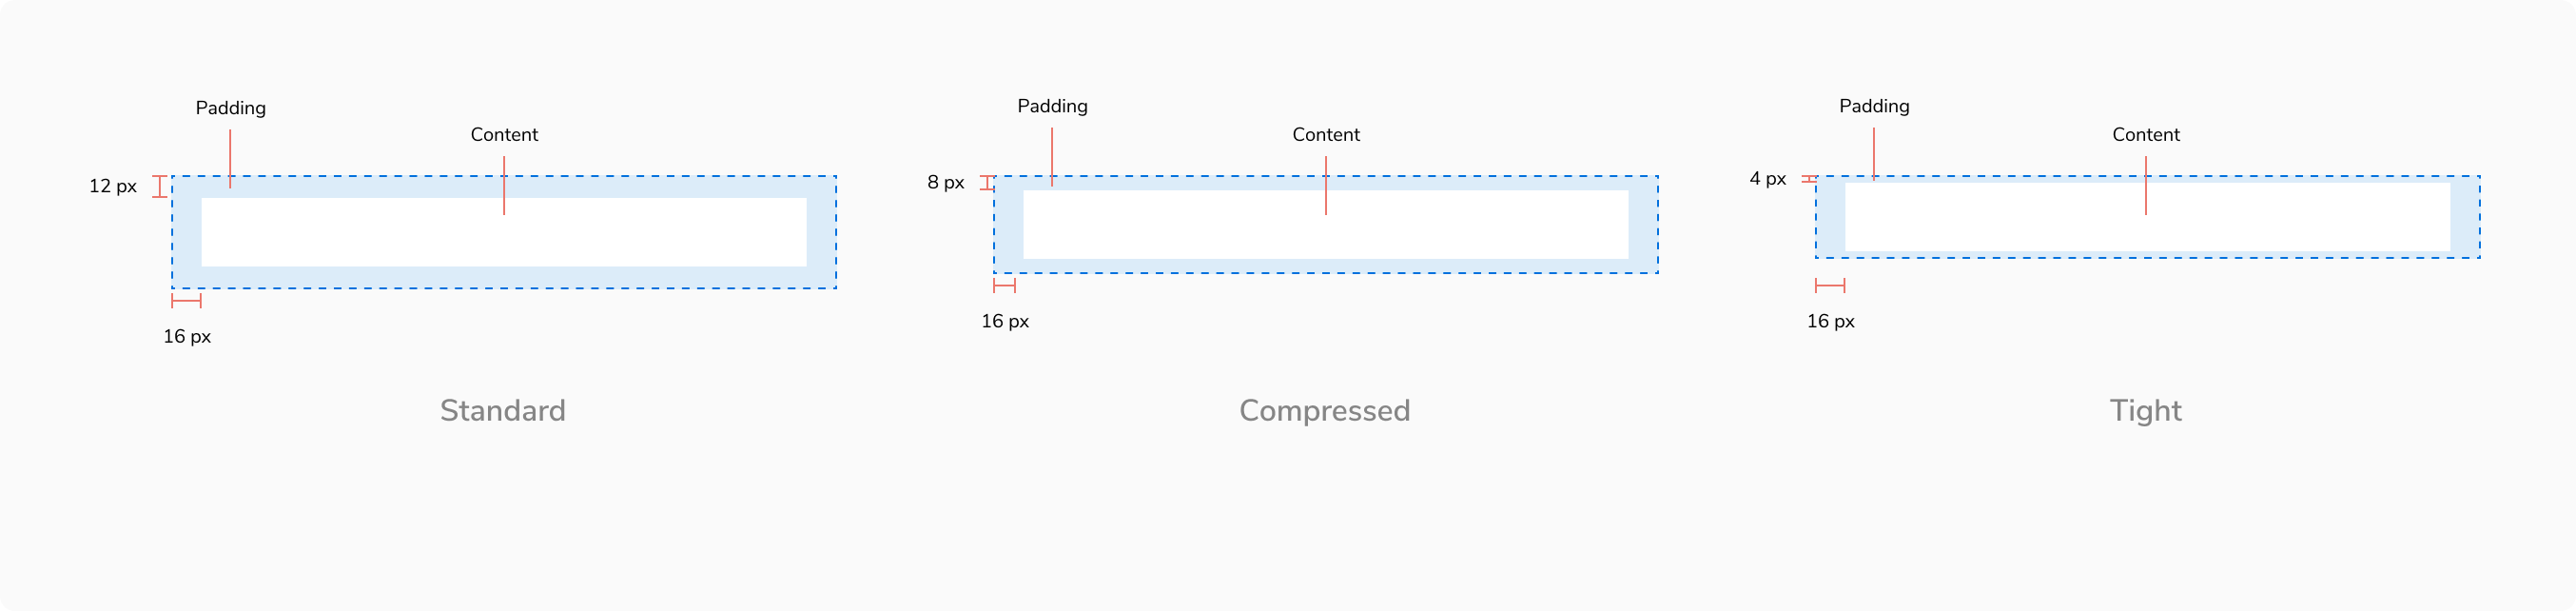 Padding
Content
12 px
16 px
Standard
Padding
Content
8 px
16 px
Compressed
Padding
Content
4 px
16 px
Tight